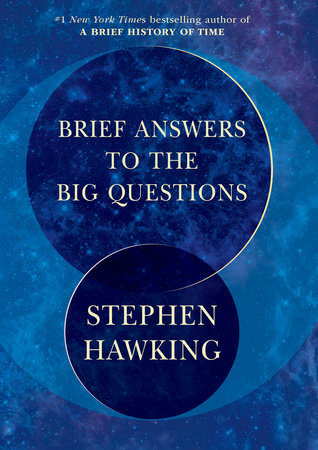 #1 New York Times bestselling author of
A BRIEF HISTORY OF TIME
BRIEF ANSWERS
TO THE
BIG QUESTIONS
STEPHEN
HAWKING